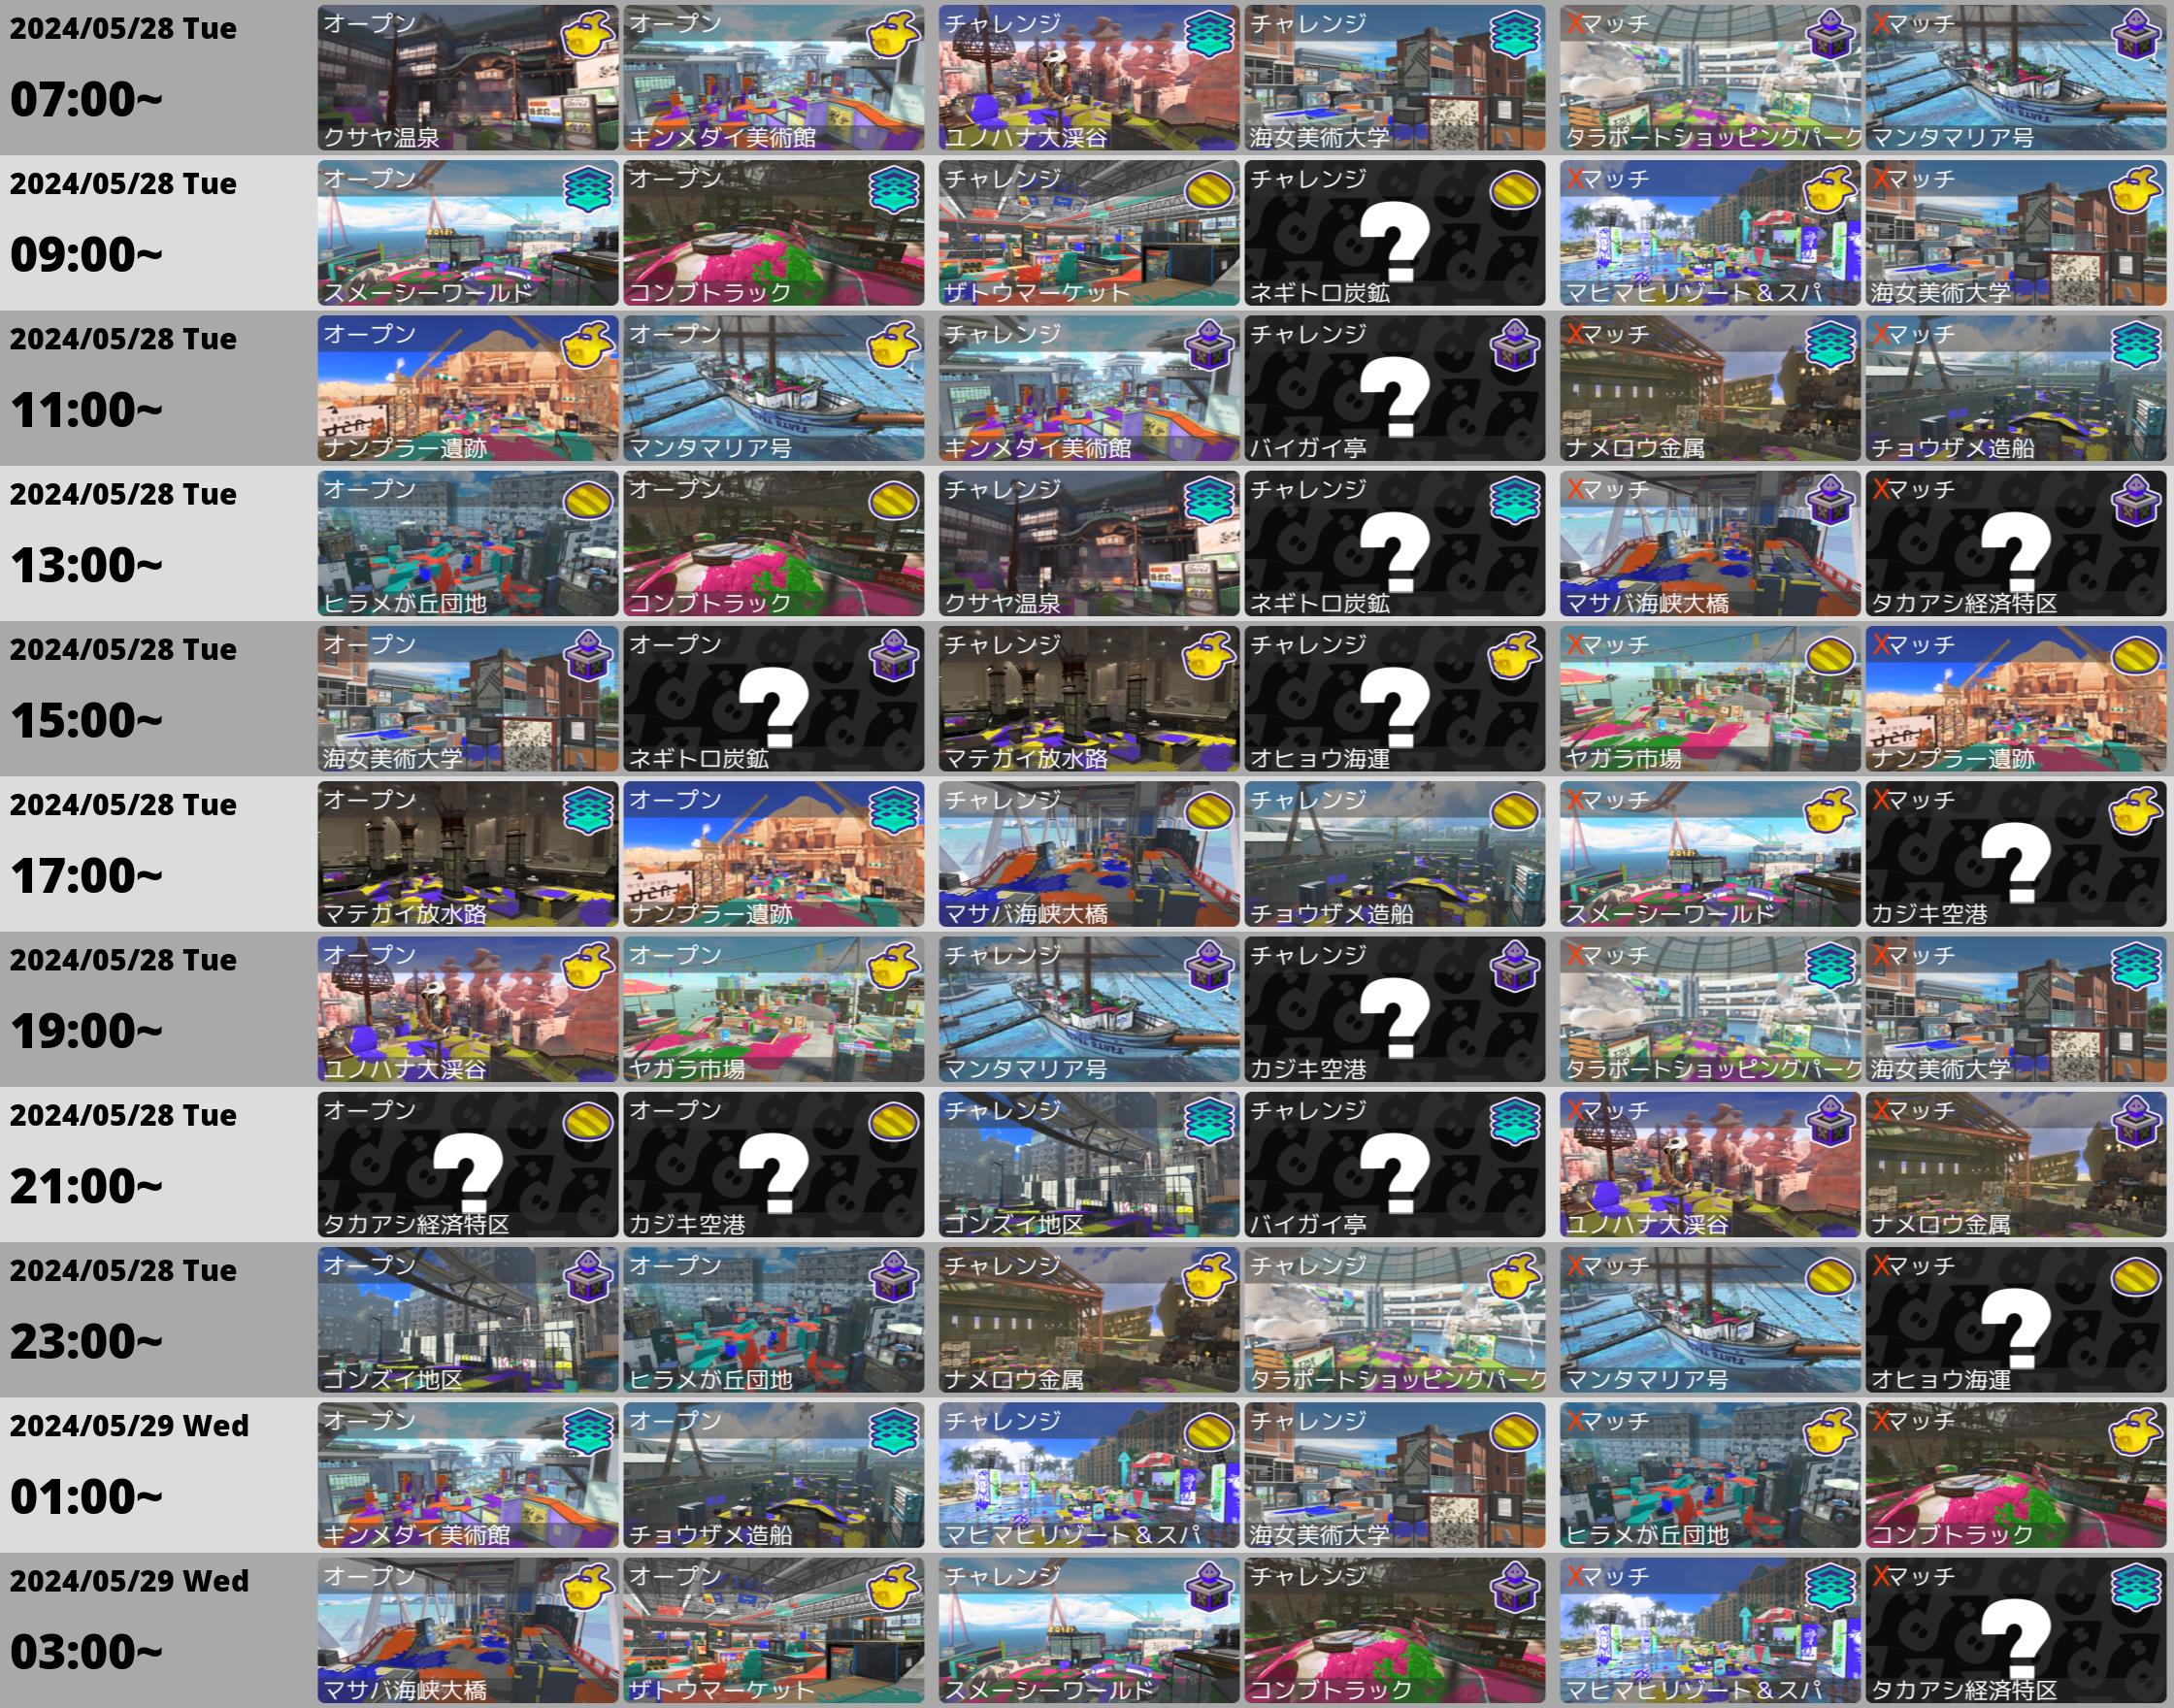 2024/05/28 Tue
07:00~
オープン
クサヤ温泉
オープン
キンメダイ美術館
チャレンジ
ユノハナ大渓谷
チャレンジ
海女美術大学
Xマッチ
タラポートショッピングパーク
Xマッチ
マンタマリア号
2024/05/28 Tue
09:00~
オープン
スメーシーワールド
オープン
コンブトラック
チャレンジ
ザトウマーケット
チャレンジ
ネギトロ炭鉱
Xマッチ
マヒマヒリゾート&スパ
Xマッチ
海女美術大学
2024/05/28 Tue
11:00~
オープン
ナンプラー遺跡
オープン
マンタマリア号
チャレンジ
キンメダイ美術館
チャレンジ
バイガイ亭
Xマッチ
ナメロウ金属
Xマッチ
チョウザメ造船
2024/05/28 Tue
13:00~
オープン
ヒラメが丘団地
オープン
コンブトラック
チャレンジ
クサヤ温泉
チャレンジ
ネギトロ炭鉱
Xマッチ
マサバ海峡大橋
Xマッチ
タカアシ経済特区
2024/05/28 Tue
15:00~
オープン
海女美術大学
オープン
ネギトロ炭鉱
チャレンジ
マテガイ放水路
チャレンジ
オヒョウ海運
Xマッチ
ヤガラ市場
Xマッチ
ナンプラー遺跡
2024/05/28 Tue
17:00~
オープン
マテガイ放水路
オープン
ナンプラー遺跡
チャレンジ
マサバ海峡大橋
チャレンジ
チョウザメ造船
Xマッチ
スメーシーワールド
Xマッチ
カジキ空港
2024/05/28 Tue
19:00~
オープン
ユノハナ大渓谷
オープン
ヤガラ市場
チャレンジ
マンタマリア号
チャレンジ
カジキ空港
Xマッチ
タラポートショッピングパーク
Xマッチ
海女美術大学
2024/05/28 Tue
21:00~
オープン
タカアシ経済特区
オープン
カジキ空港
チャレンジ
ゴンズイ地区
チャレンジ
バイガイ亭
Xマッチ
ユノハナ大渓谷
Xマッチ
ナメロウ金属
2024/05/28 Tue
23:00~
オープン
ゴンズイ地区
オープン
ヒラメが丘団地
チャレンジ
ナメロウ金属
チャレンジ
タラポートショッピングパーク
Xマッチ
マンタマリア号
Xマッチ
オヒョウ海運
2024/05/29 Wed
01:00~
オープン
キンメダイ美術館
オープン
チョウザメ造船
チャレンジ
マヒマヒリゾート&スパ
チャレンジ
海女美術大学
Xマッチ
ヒラメが丘団地
Xマッチ
コンブトラック
2024/05/29 Wed
03:00~
オープン
マサバ海峡大橋
オープン
ザトウマーケット
チャレンジ
スメーシーワールド
チャレンジ
コンブトラック
Xマッチ
マヒマヒリゾート&スパ
Xマッチ
タカアシ経済特区